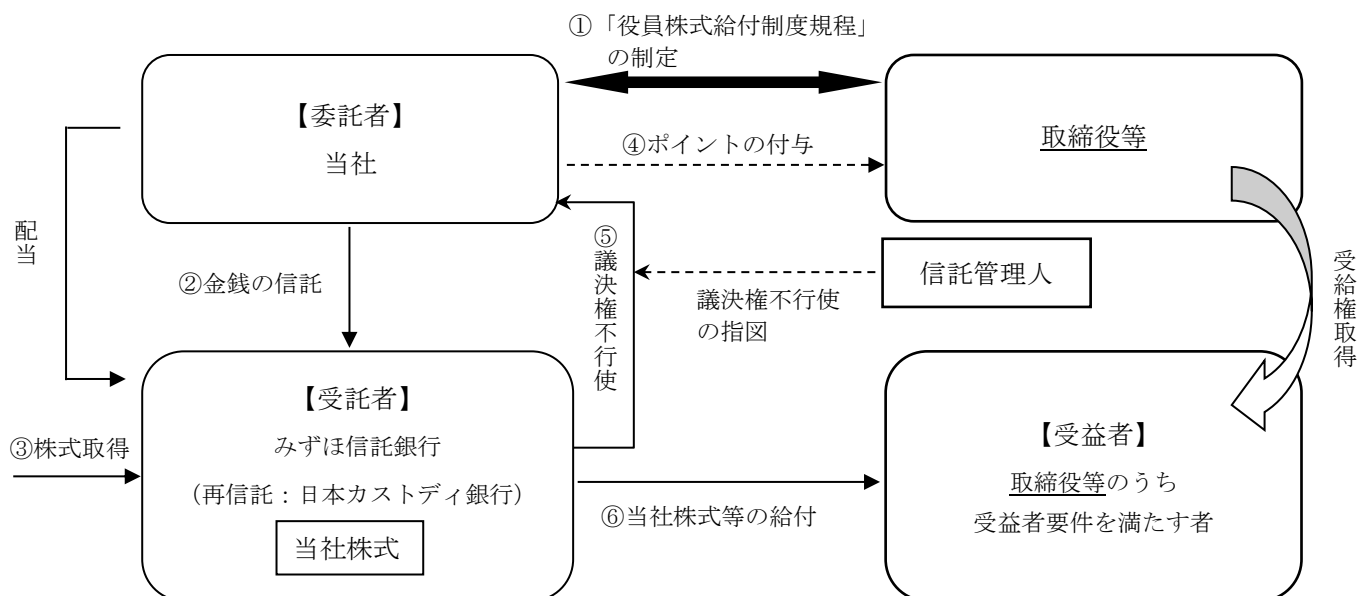 ①「役員株式給付制度規程」
の制定
【委託者】
当社
④ポイントの付与
取締役等
配当
②金銭の信託
⑤議決権不行使
議決権不行使
の指図
信託管理人
受給権取得
【受託者】
みずほ信託銀行
（再信託：日本カストディ銀行）
当社株式
③株式取得
⑥当社株式等の給付
【受益者】
取締役等のうち
受益者要件を満たす者